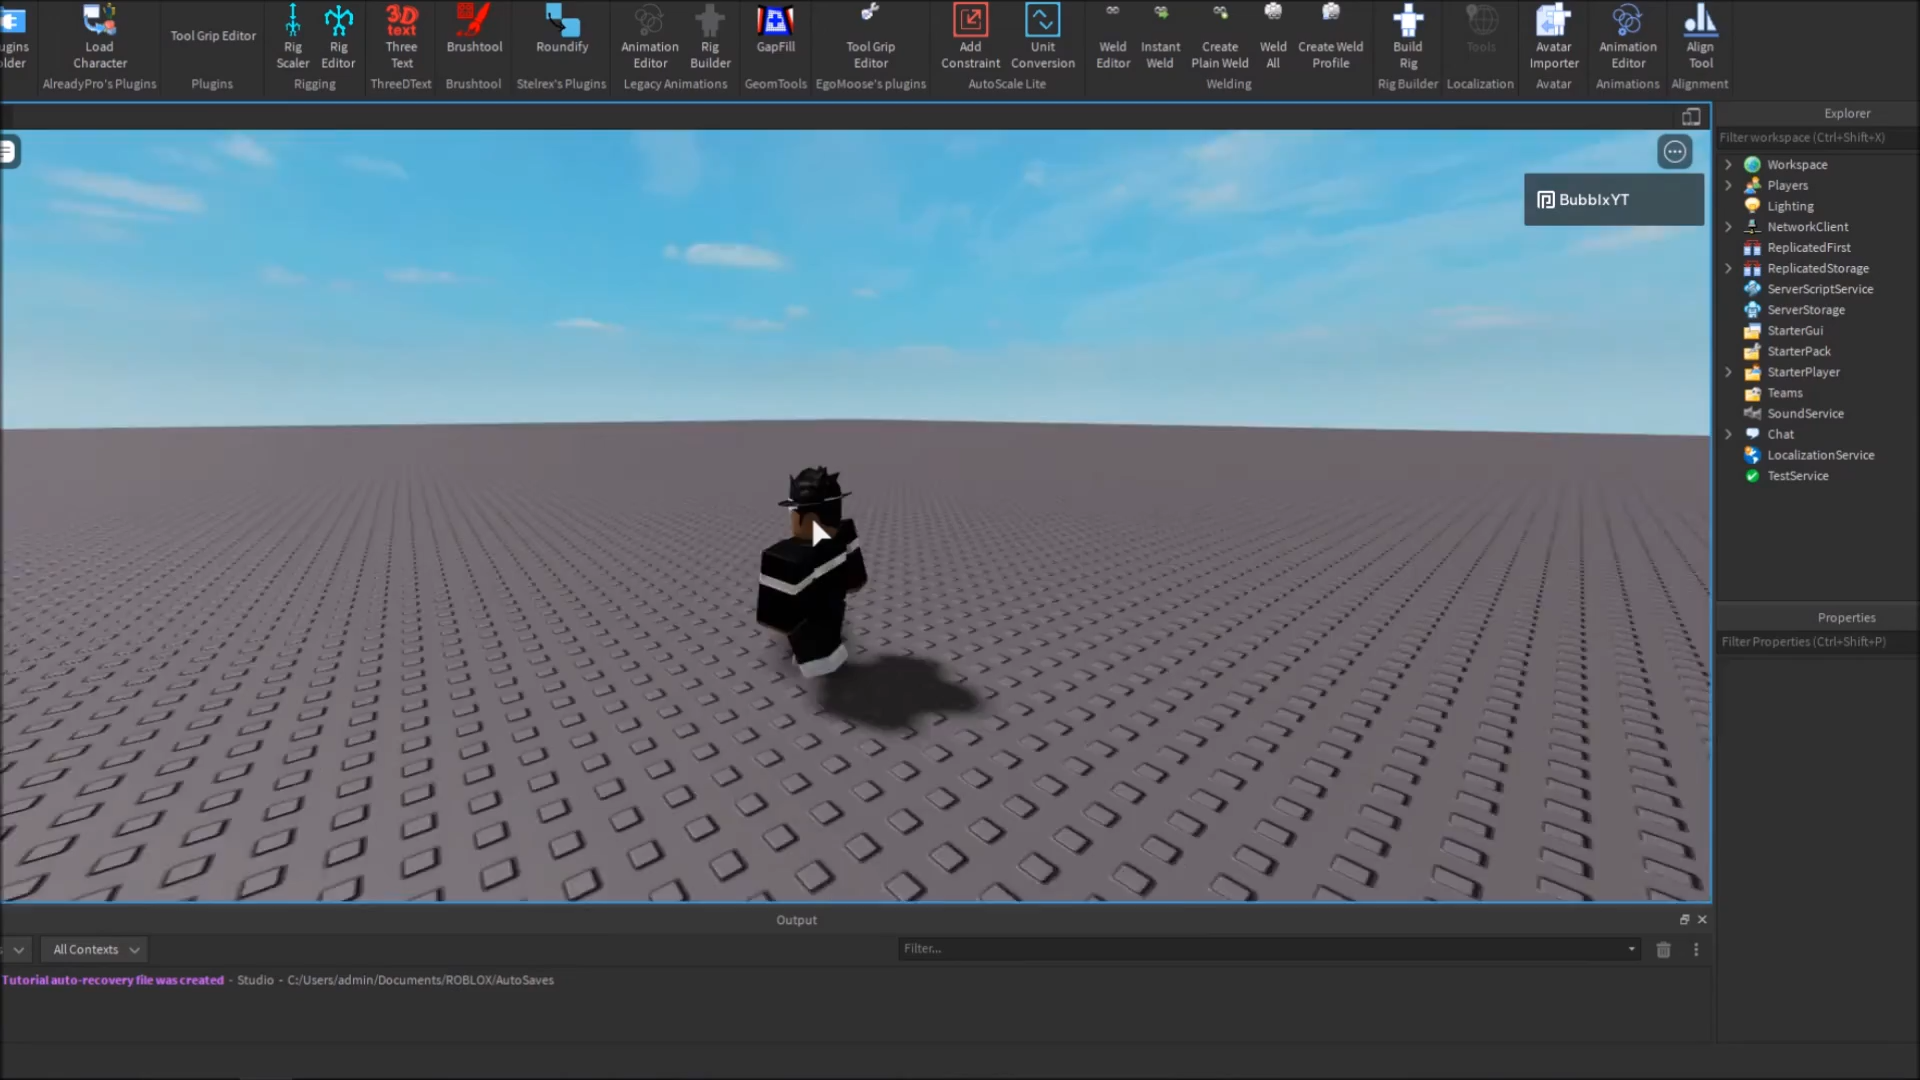 ugins
older
Load
Character
AlreadyPro's Plugins
Tool Grip Editor
Plugins
Rig
Scaler
Rig
Editor
Rigging
3D
text
Three
Text
ThreeDText
Brushtool
Brushtool
Roundify
Stelrex's Plugins
Animation
Editor
Rig
Builder
Legacy Animations
GapFill
GeomTools
Tool Grip
Editor
EgoMoose's plugins
Add
Constraint
Unit
Conversion
AutoScale Lite
Weld
Editor
Instant
Weld
Create
Plain Weld
Weld
All
Create Weld
Profile
Welding
Build
Rig
Rig Builder
Tools
Localization
Avatar
Importer
Avatar
Animation
Editor
Animations
Align
Tool
Alignment
BubblxYT
Explorer
Filter workspace (Ctrl+Shift+X)
Workspace
Players
Lighting
NetworkClient
ReplicatedFirst
ReplicatedStorage
ServerScriptService
ServerStorage
StarterGui
StarterPack
StarterPlayer
Teams
SoundService
Chat
LocalizationService
TestService
Properties
Filter Properties (Ctrl+Shift+P)
Output
All Contexts
Filter...
Tutorial auto-recovery file was created - Studio - C:/Users/admin/Documents/ROBLOX/AutoSaves